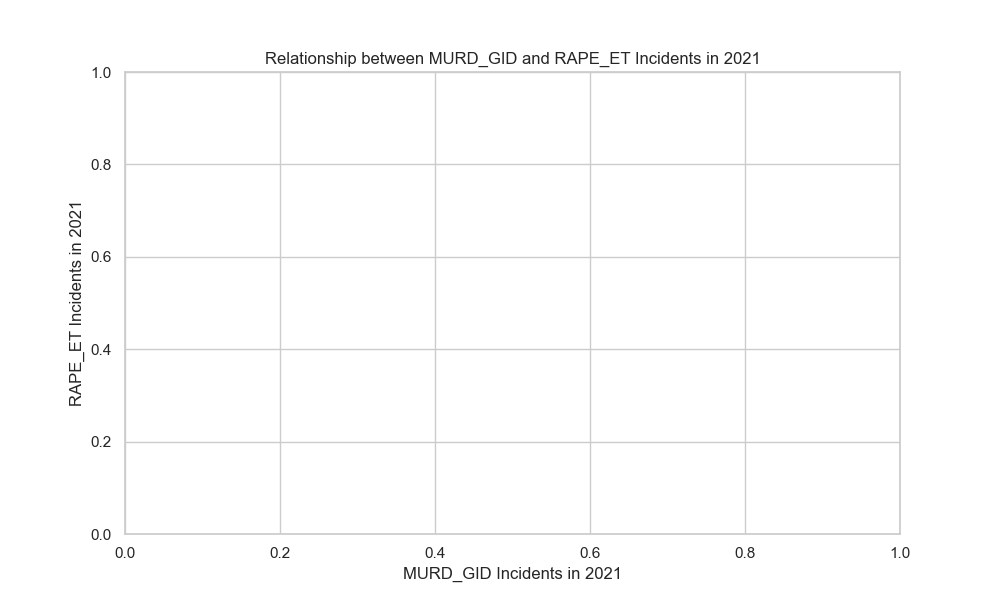 Relationship between MURD_GID and RAPE_ET Incidents in 2021
1.0
0.8
0.6
0.4
0.2
0.0
RAPE_ET Incidents in 2021
0.0 0.2 0.4 0.6 0.8 1.0
MURD_GID Incidents in 2021